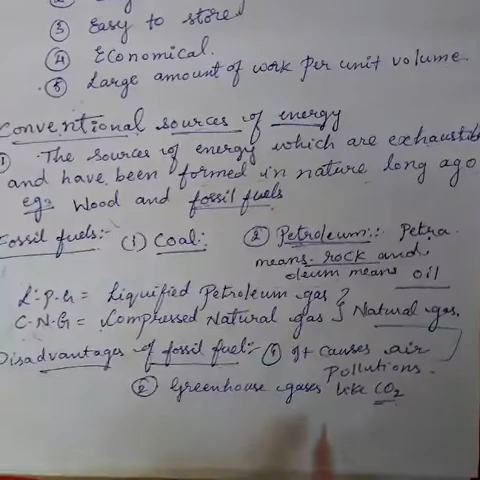 ③ Easy to store
④ Economical.
⑤ Large amount of work per unit volume.
Conventional sources of energy
① The sources of energy which are exhaustib
and have been formed in nature long ago
eg:- Wood and fossil fuels
Fossil fuels:- (1) Coal:- ② Petroleum:- Petra
means rock and
oleum means oil
L.P.G = Liquified Petroleum gas }
C.N.G = Compressed Natural gas } Natural gas.
Disadvantages of fossil fuel:- ① It causes air
Pollutions.
② Greenhouse gases like CO₂